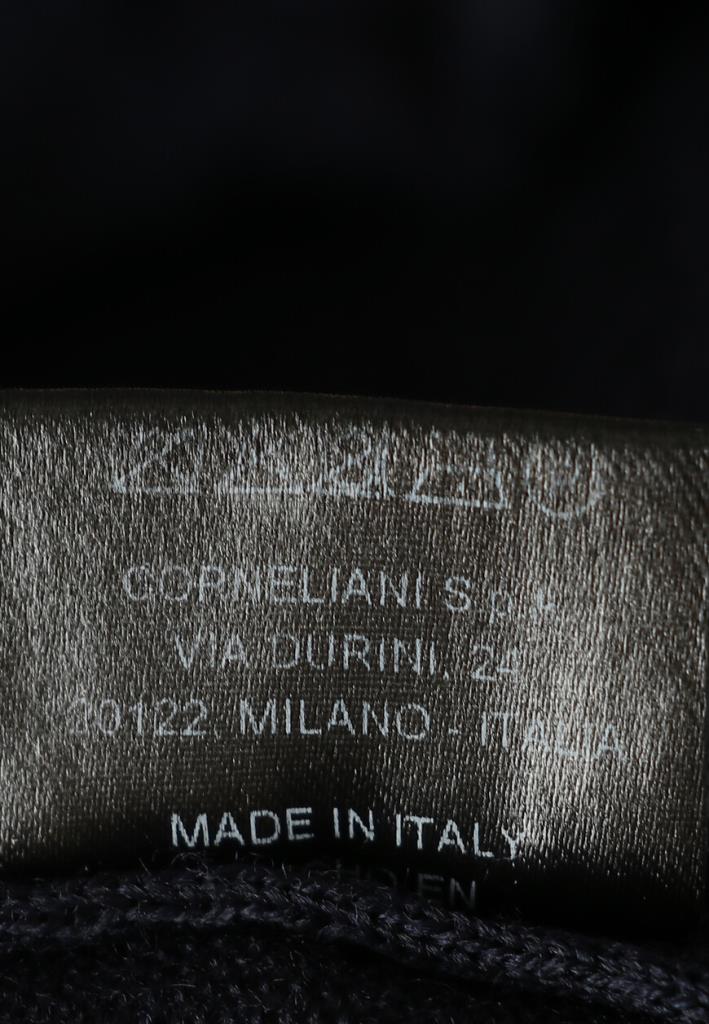 CORNELIANI S.p.A.
VIA DURINI, 24
20122 MILANO - ITALIA
MADE IN ITALY